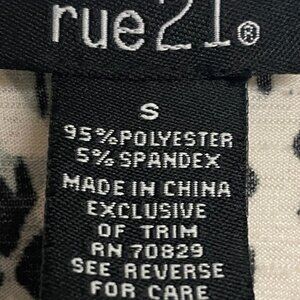 rue21®
S
95% POLYESTER
5% SPANDEX
MADE IN CHINA
EXCLUSIVE
OF TRIM
RN 70829
SEE REVERSE
FOR CARE